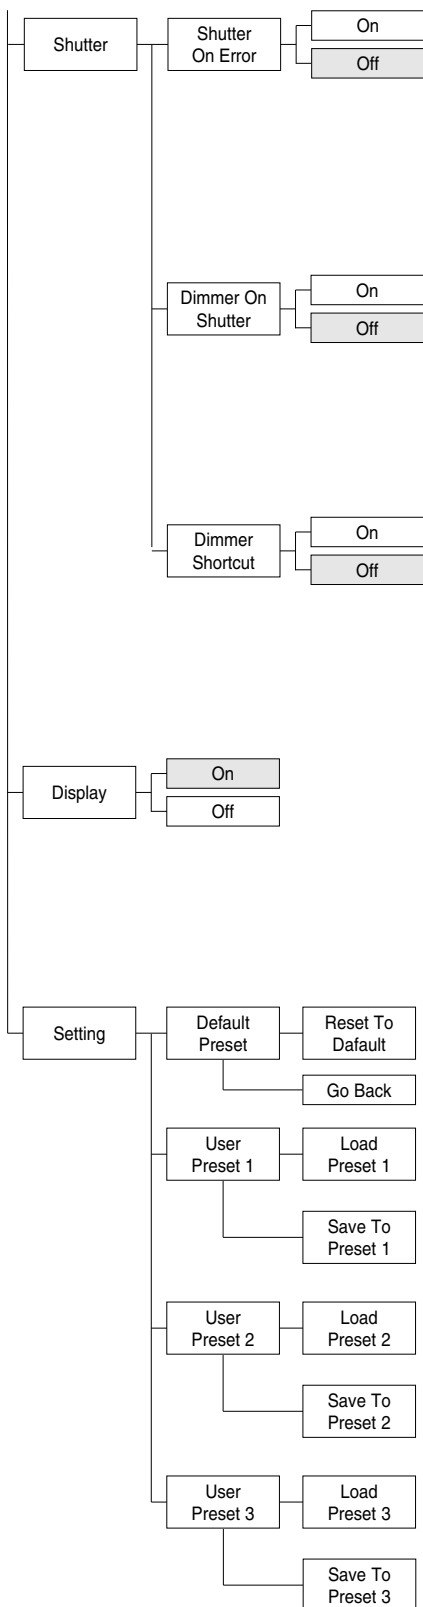 Shutter
Shutter
On Error
On
Off
Dimmer On
Shutter
On
Off
Dimmer
Shortcut
On
Off
Display
On
Off
Setting
Default
Preset
Reset To
Dafault
Go Back
User
Preset 1
Load
Preset 1
Save To
Preset 1
User
Preset 2
Load
Preset 2
Save To
Preset 2
User
Preset 3
Load
Preset 3
Save To
Preset 3